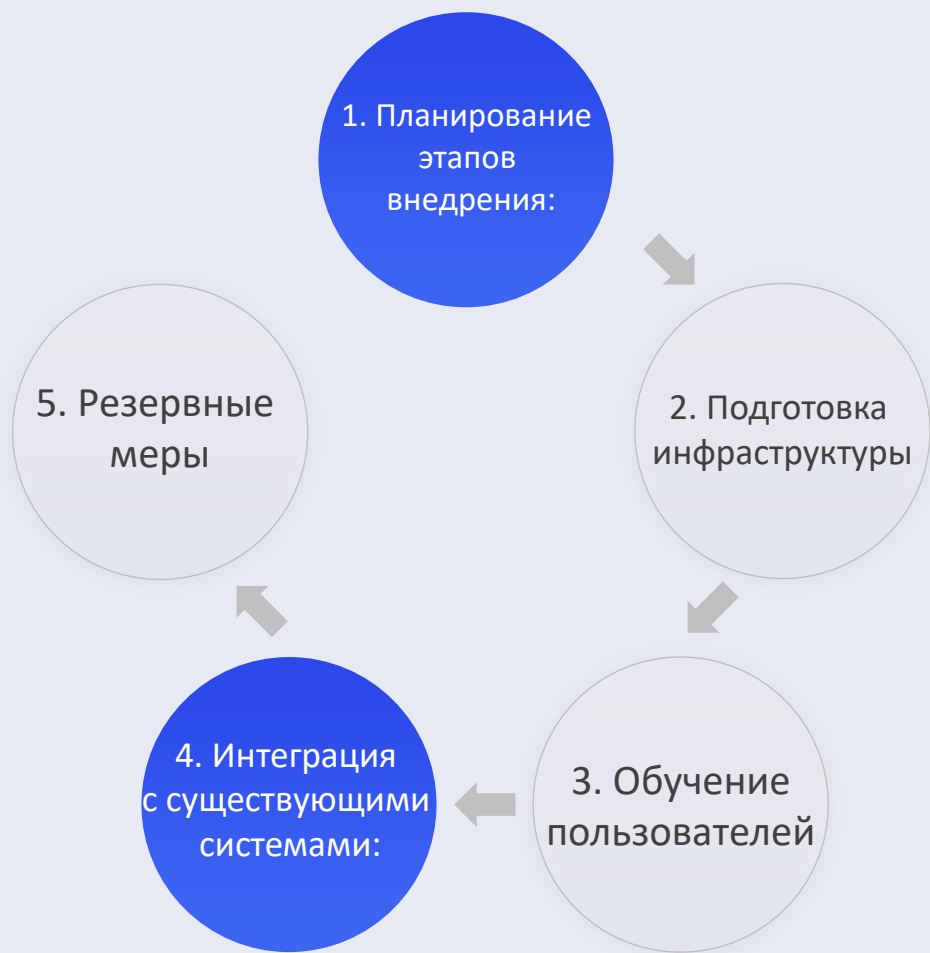 1. Планирование
этапов
внедрения:
2. Подготовка
инфраструктуры
3. Обучение
пользователей
4. Интеграция
с существующими
системами:
5. Резервные
меры